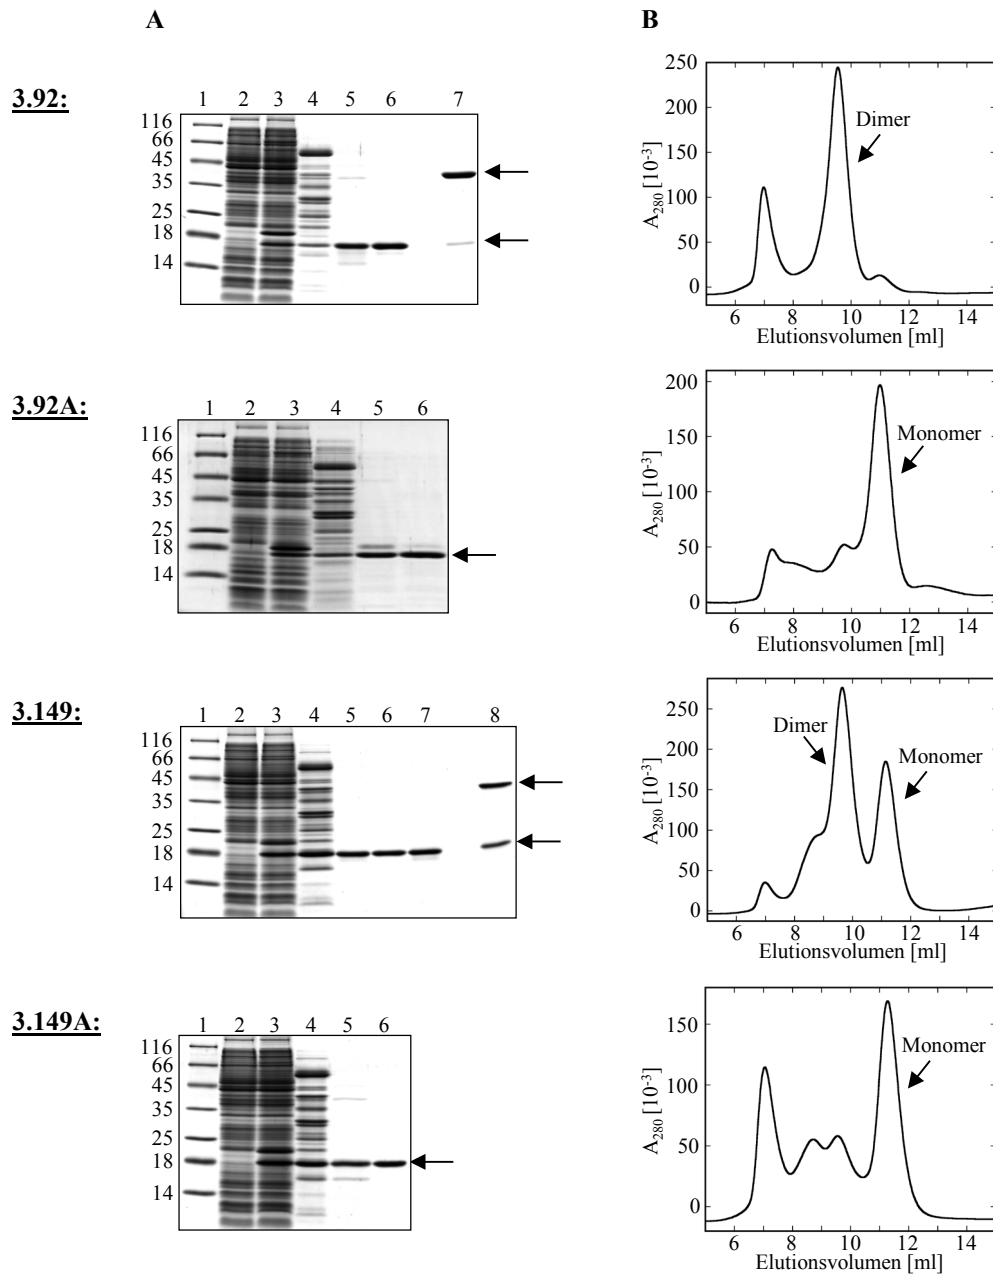 A
B
3.92:
1 2 3 4 5 6 7
116
66
45
35
25
18
14
250
200
150
100
50
0
A280 [10-3]
Dimer
6 8 10 12 14
Elutionsvolumen [ml]
3.92A:
1 2 3 4 5 6
116
66
45
35
25
18
14
200
150
100
50
0
A280 [10-3]
Monomer
6 8 10 12 14
Elutionsvolumen [ml]
3.149:
1 2 3 4 5 6 7 8
116
66
45
35
25
18
14
250
200
150
100
50
0
A280 [10-3]
Dimer
Monomer
6 8 10 12 14
Elutionsvolumen [ml]
3.149A:
1 2 3 4 5 6
116
66
45
35
25
18
14
150
100
50
0
A280 [10-3]
Monomer
6 8 10 12 14
Elutionsvolumen [ml]